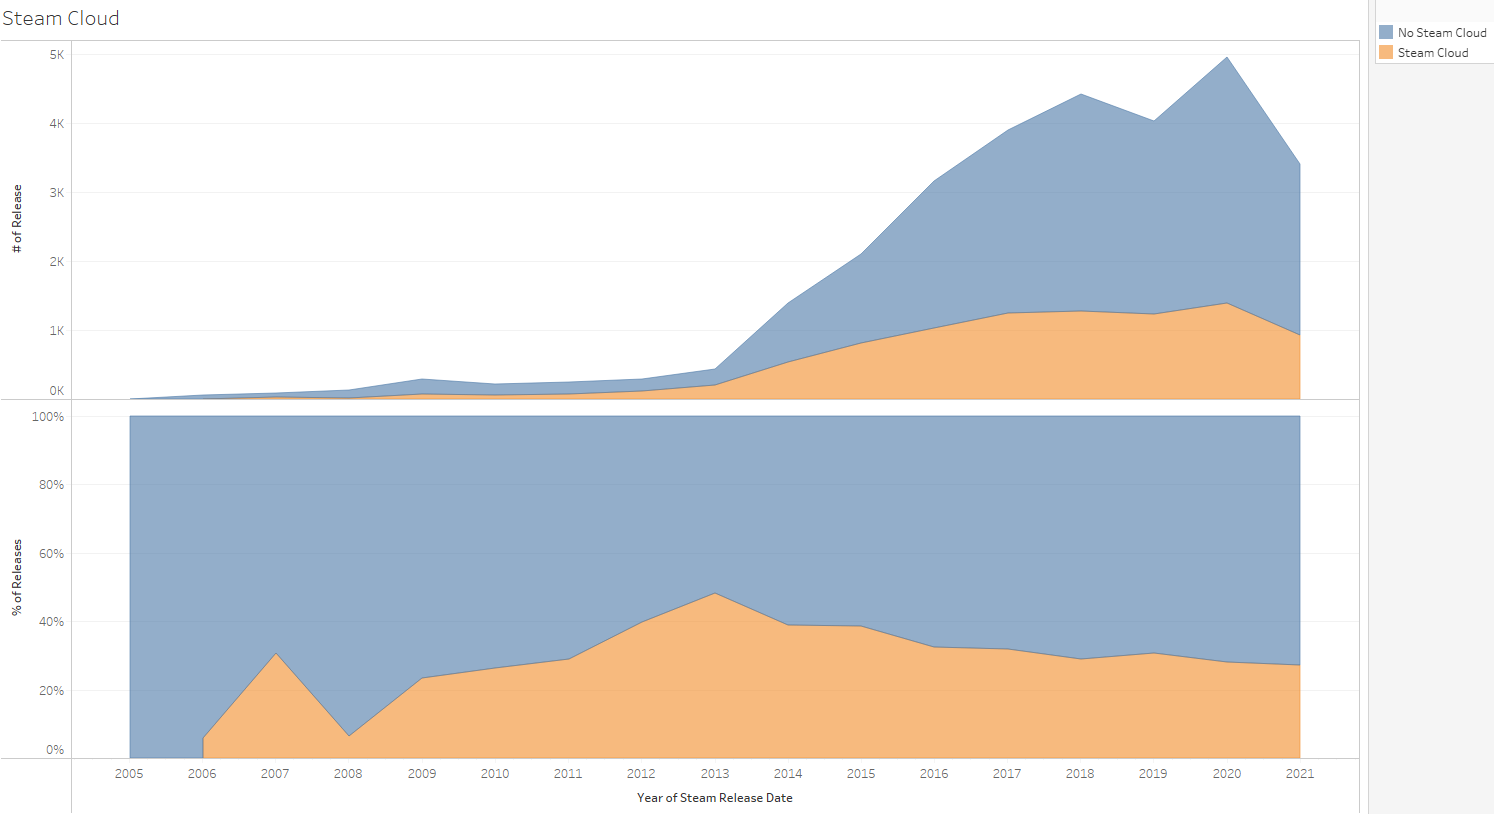 Steam Cloud
No Steam Cloud
Steam Cloud
5K
4K
3K
2K
1K
0K
# of Release
100%
80%
60%
40%
20%
0%
% of Releases
2005 2006 2007 2008 2009 2010 2011 2012 2013 2014 2015 2016 2017 2018 2019 2020 2021
Year of Steam Release Date